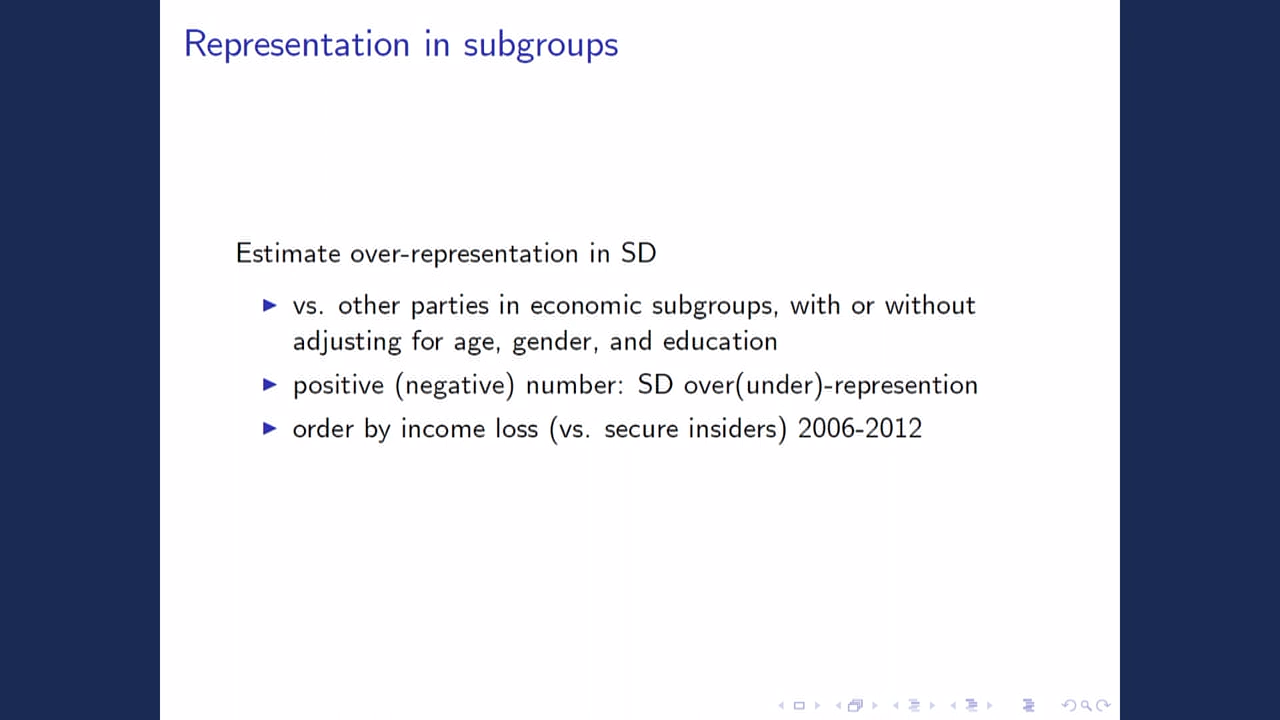 Representation in subgroups
Estimate over-representation in SD
vs. other parties in economic subgroups, with or without
adjusting for age, gender, and education
positive (negative) number: SD over(under)-represention
order by income loss (vs. secure insiders) 2006-2012